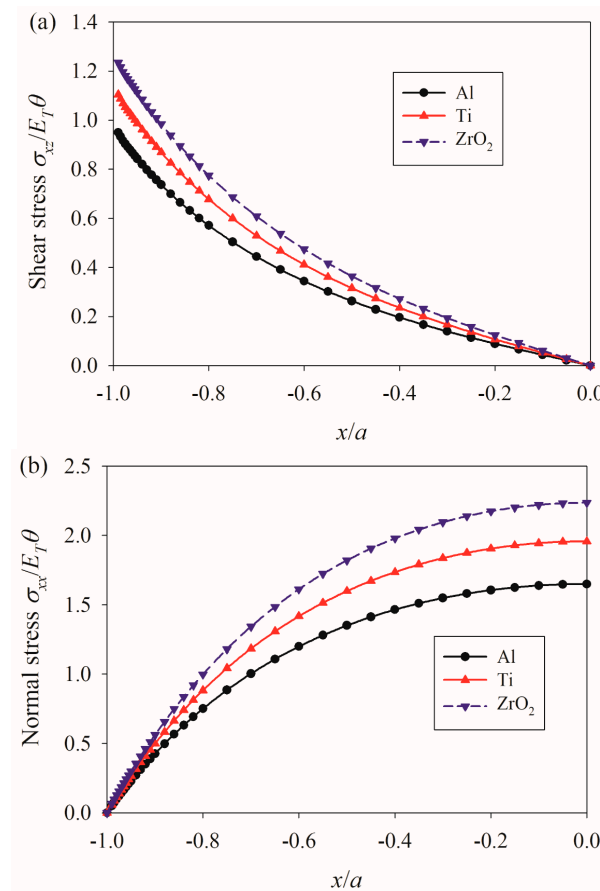 (a)
1.4
1.2
1.0
0.8
0.6
0.4
0.2
0.0
Shear stress σxz/ETθ
Al
Ti
ZrO2
-1.0 -0.8 -0.6 -0.4 -0.2 0.0
x/a
(b)
2.5
2.0
1.5
1.0
0.5
0.0
Normal stress σxx/ETθ
Al
Ti
ZrO2
-1.0 -0.8 -0.6 -0.4 -0.2 0.0
x/a